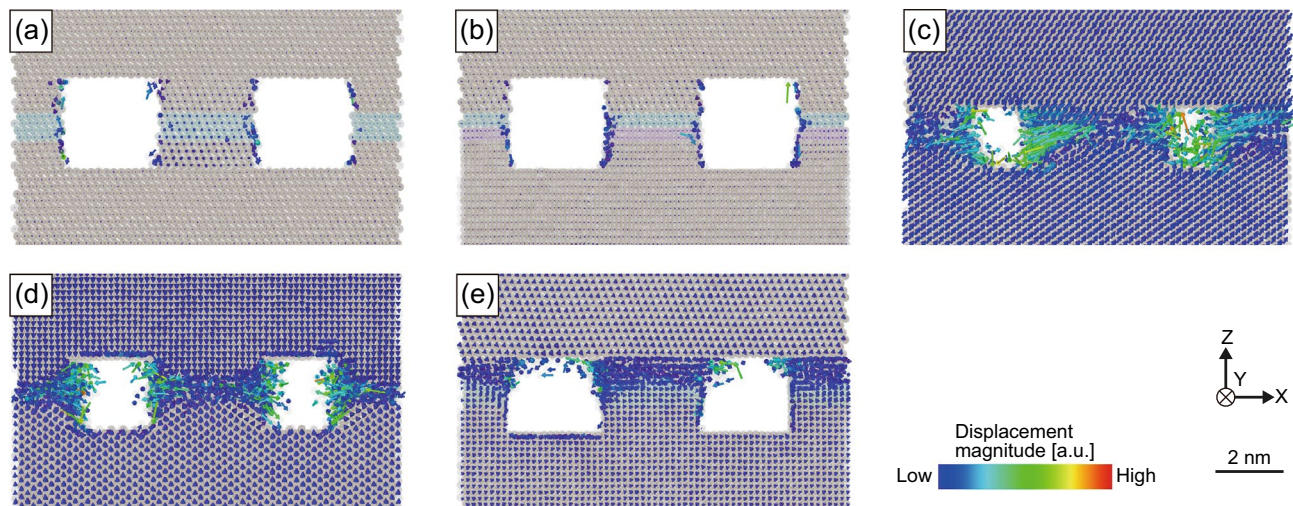 (a)
(b)
(c)
(d)
(e)
Z
Y
X
Displacement
magnitude [a.u.]
Low
High
2 nm